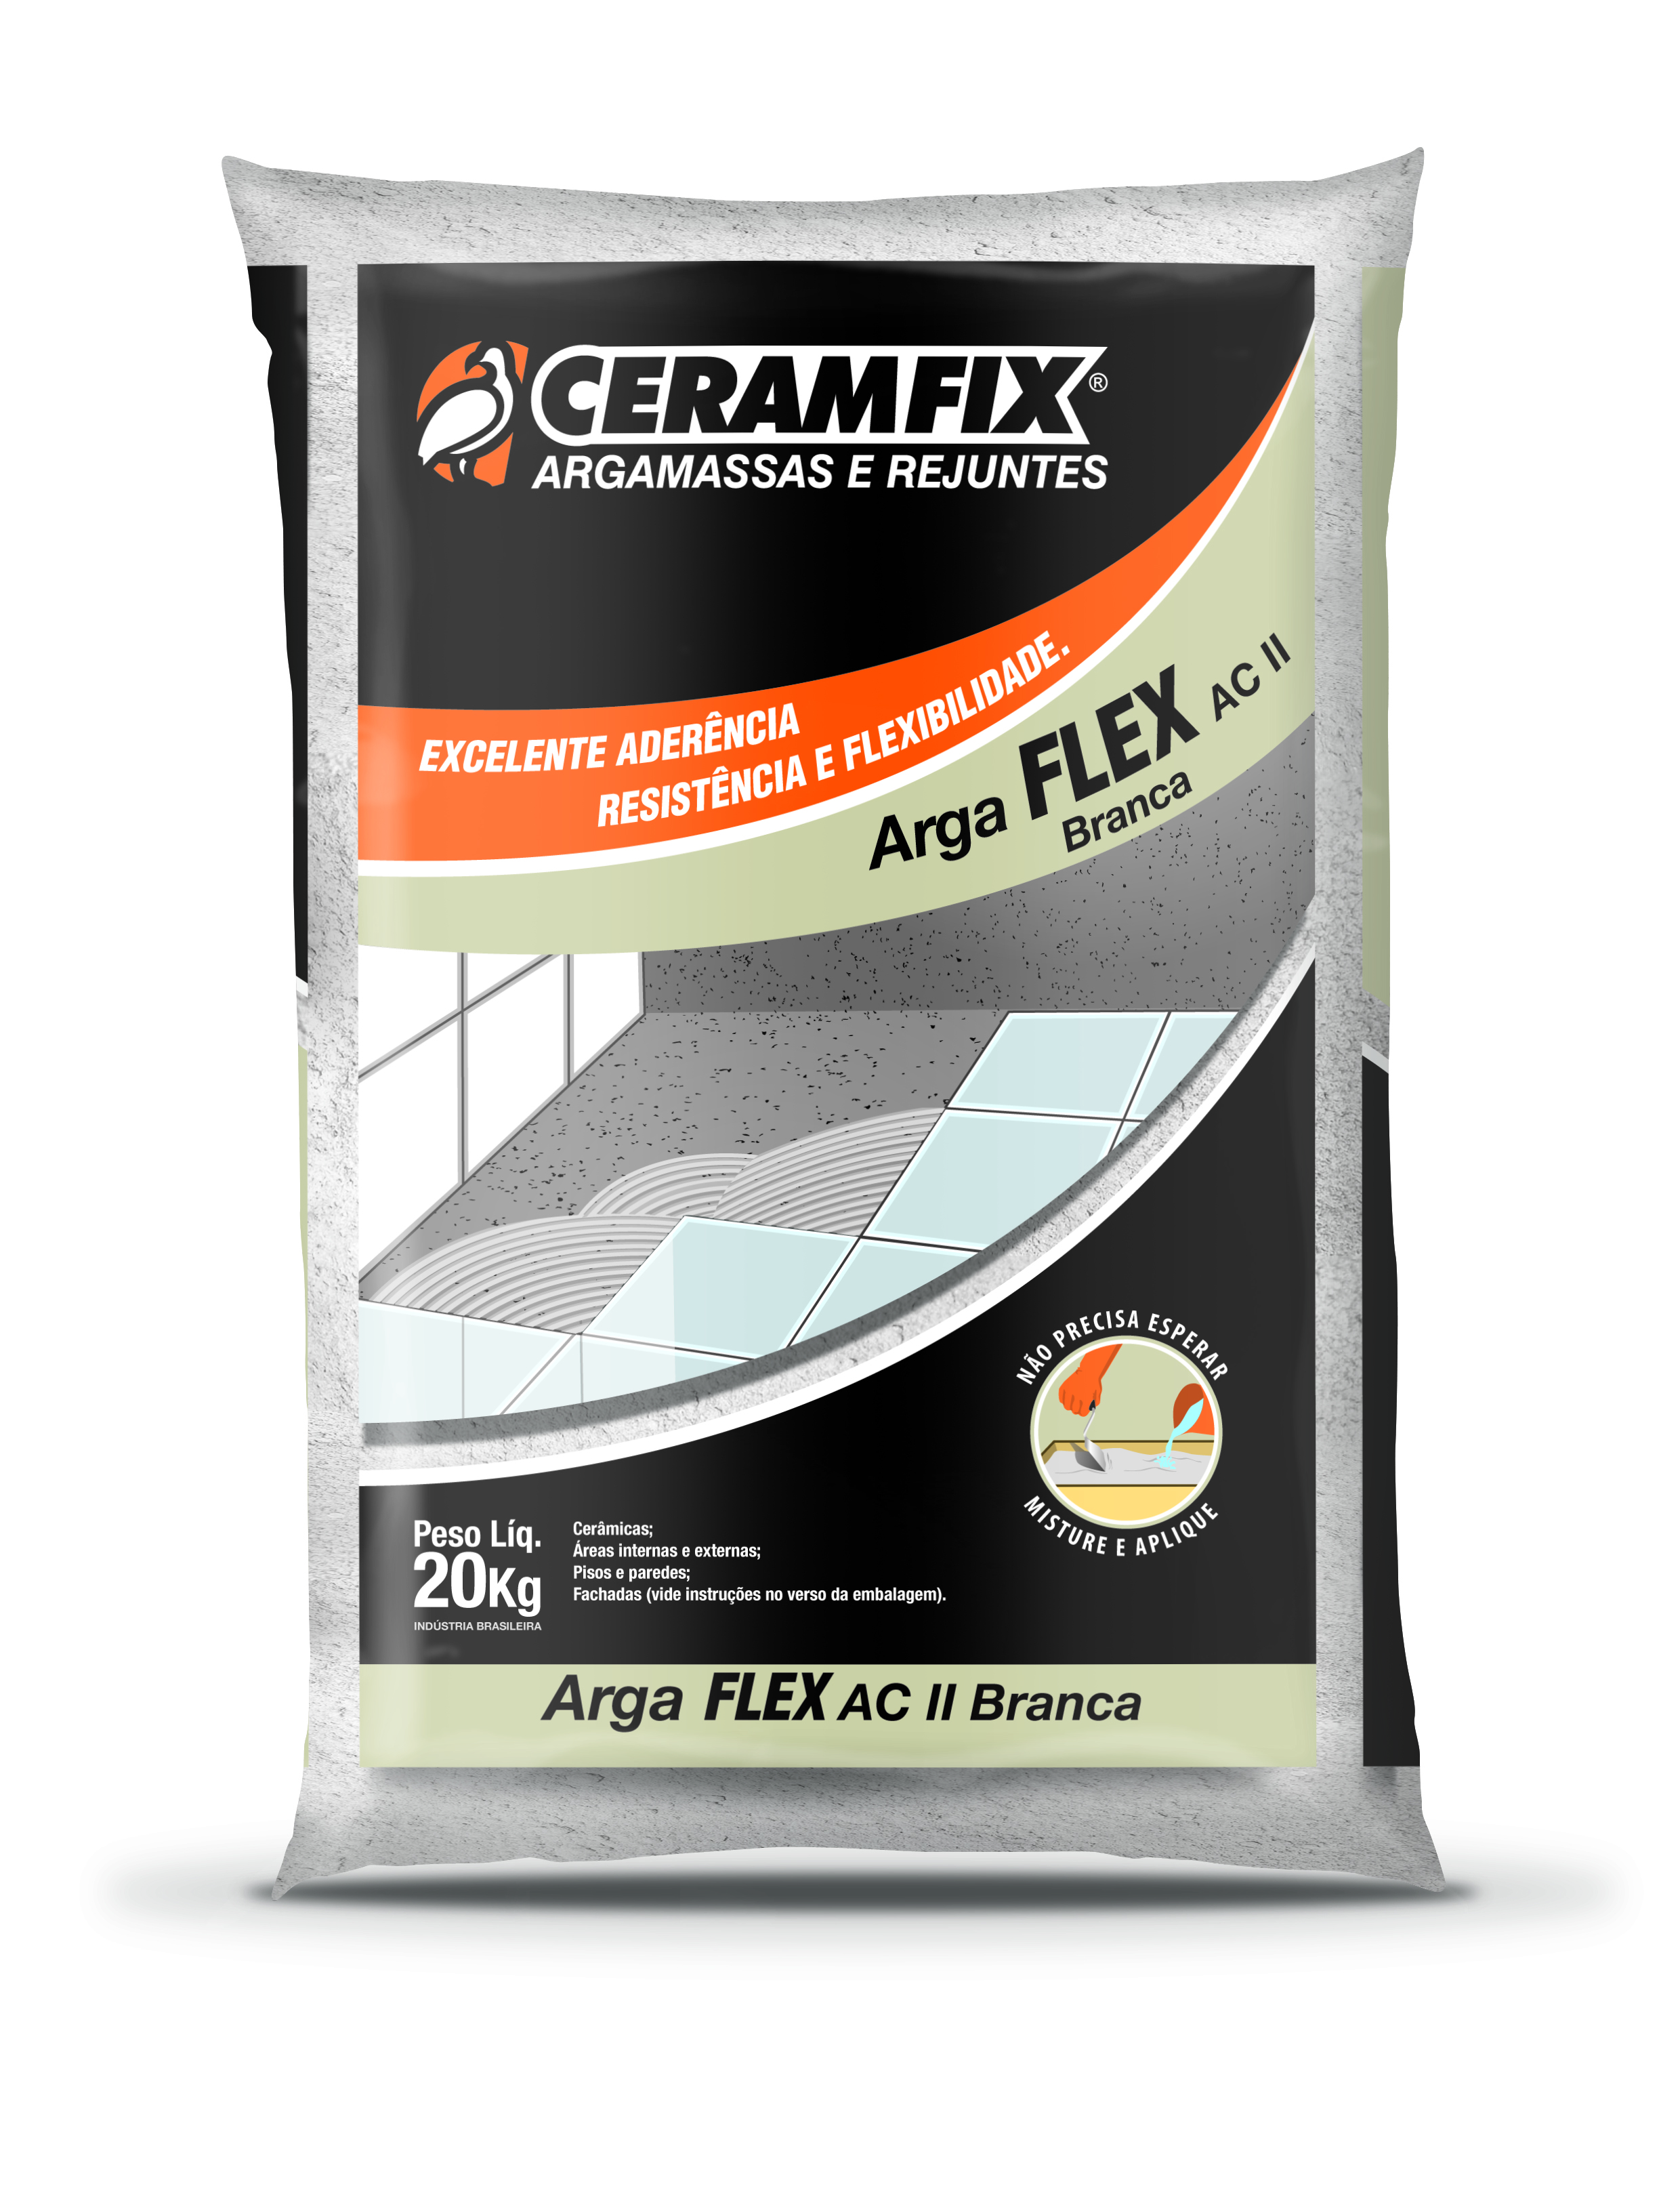 CERAMFIX®
ARGAMASSAS E REJUNTES
EXCELENTE ADERÊNCIA
RESISTÊNCIA E FLEXIBILIDADE.
Arga FLEX AC II
Branca
NÃO PRECISA ESPERAR
MISTURE E APLIQUE
Peso Líq.
20Kg
INDÚSTRIA BRASILEIRA
Cerâmicas;
Áreas internas e externas;
Pisos e paredes;
Fachadas (vide instruções no verso da embalagem).
Arga FLEX AC II Branca